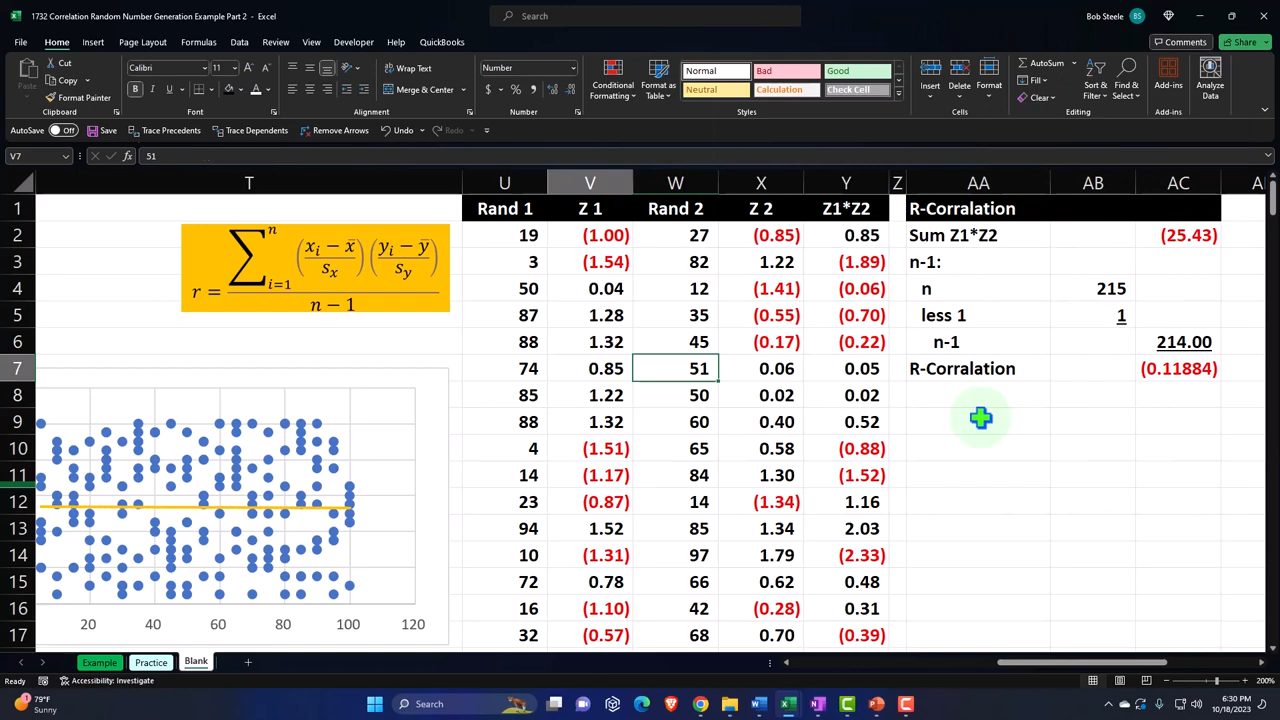 1732 Correlation Random Number Generation Example Part 2 - Excel
Search
Bob Steele BS
File Home Insert Page Layout Formulas Data Review View Developer Help QuickBooks
Comments Share
Paste
Cut
Copy
Format Painter
Clipboard
Calibri 11
Font
Wrap Text
Merge & Center
Alignment
Number
Number
Conditional Formatting
Format as Table
Normal Bad Good
Neutral Calculation Check Cell
Styles
Insert Delete Format
Cells
AutoSum
Fill
Clear
Sort & Filter
Find & Select
Editing
Add-ins
Add-ins
Analyze Data
AutoSave Off Save Trace Precedents Trace Dependents Remove Arrows Undo Redo
V7 fx 51
T U V W X Y Z AA AB AC
1 Rand 1 Z 1 Rand 2 Z 2 Z1*Z2 R-Corralation
2 19 (1.00) 27 (0.85) 0.85 Sum Z1*Z2 (25.43)
3 3 (1.54) 82 1.22 (1.89) n-1:
4 50 0.04 12 (1.41) (0.06) n 215
5 87 1.28 35 (0.55) (0.70) less 1 1
6 88 1.32 45 (0.17) (0.22) n-1 214.00
7 74 0.85 51 0.06 0.05 R-Corralation (0.11884)
8 85 1.22 50 0.02 0.02
9 88 1.32 60 0.40 0.52
10 4 (1.51) 65 0.58 (0.88)
11 14 (1.17) 84 1.30 (1.52)
12 23 (0.87) 14 (1.34) 1.16
13 94 1.52 85 1.34 2.03
14 10 (1.31) 97 1.79 (2.33)
15 72 0.78 66 0.62 0.48
16 16 (1.10) 42 (0.28) 0.31
17 32 (0.57) 68 0.70 (0.39)
r = ∑ i=1 n ((xi − x̄)/sx) ((yi − ȳ)/sy) / (n − 1)
20 40 60 80 100 120
Example Practice Blank
Ready Accessibility: Investigate 200%
79°F
Sunny
Search
6:30 PM
10/18/2023